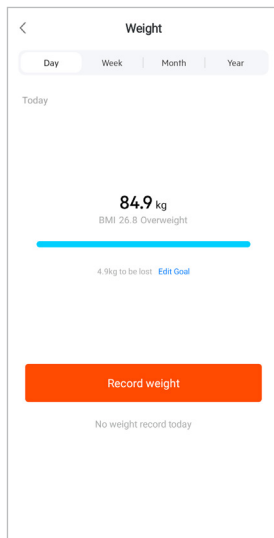 Weight
Day Week Month Year
Today
84.9 kg
BMI 26.8 Overweight
4.9kg to be lost Edit Goal
Record weight
No weight record today